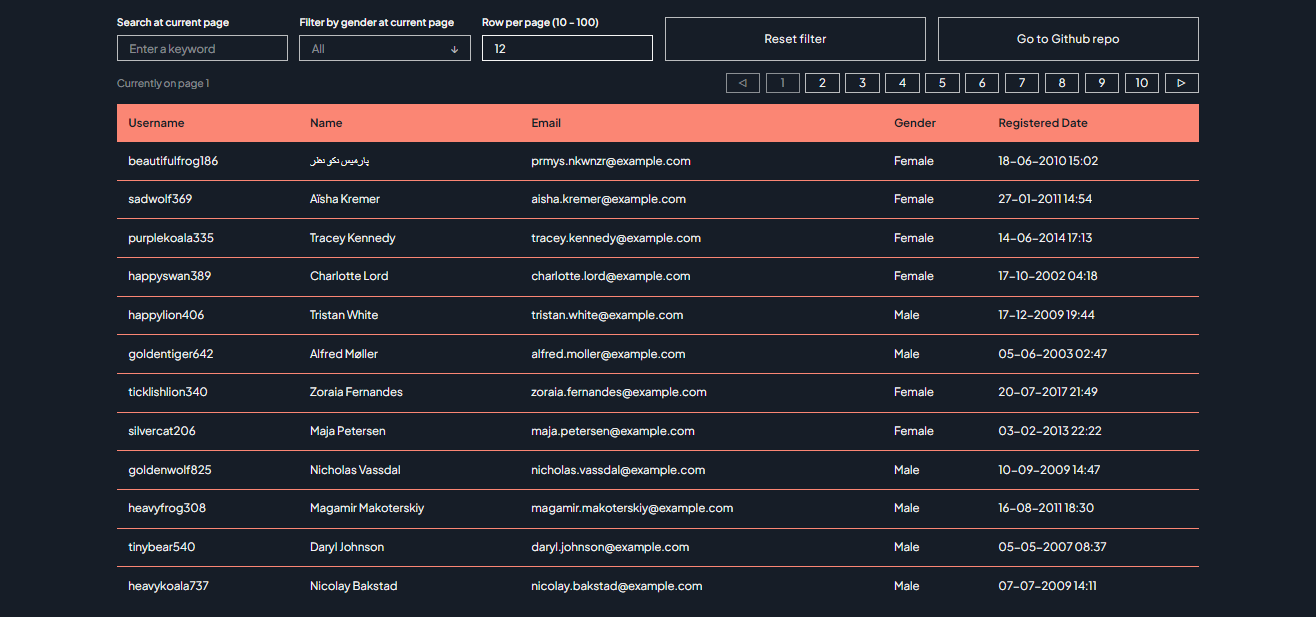 Search at current page Filter by gender at current page Row per page (10 - 100)
Enter a keyword All ↓ 12 Reset filter Go to Github repo
Currently on page 1 ◁ 1 2 3 4 5 6 7 8 9 10 ▷
Username Name Email Gender Registered Date
beautifulfrog186 پارمیس نكو نظر prmys.nkwnzr@example.com Female 18-06-2010 15:02
sadwolf369 Aïsha Kremer aisha.kremer@example.com Female 27-01-2011 14:54
purplekoala335 Tracey Kennedy tracey.kennedy@example.com Female 14-06-2014 17:13
happyswan389 Charlotte Lord charlotte.lord@example.com Female 17-10-2002 04:18
happylion406 Tristan White tristan.white@example.com Male 17-12-2009 19:44
goldentiger642 Alfred Møller alfred.moller@example.com Male 05-06-2003 02:47
ticklishlion340 Zoraia Fernandes zoraia.fernandes@example.com Female 20-07-2017 21:49
silvercat206 Maja Petersen maja.petersen@example.com Female 03-02-2013 22:22
goldenwolf825 Nicholas Vassdal nicholas.vassdal@example.com Male 10-09-2009 14:47
heavyfrog308 Magamir Makoterskiy magamir.makoterskiy@example.com Male 16-08-2011 18:30
tinybear540 Daryl Johnson daryl.johnson@example.com Male 05-05-2007 08:37
heavykoala737 Nicolay Bakstad nicolay.bakstad@example.com Male 07-07-2009 14:11